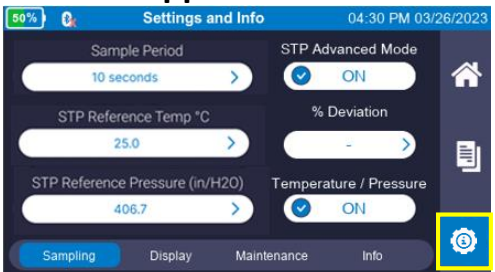 50% Settings and Info 04:30 PM 03/26/2023
Sample Period
10 seconds
STP Advanced Mode
ON
STP Reference Temp °C
25.0
% Deviation
-
STP Reference Pressure (in/H2O)
406.7
Temperature / Pressure
ON
Sampling Display Maintenance Info